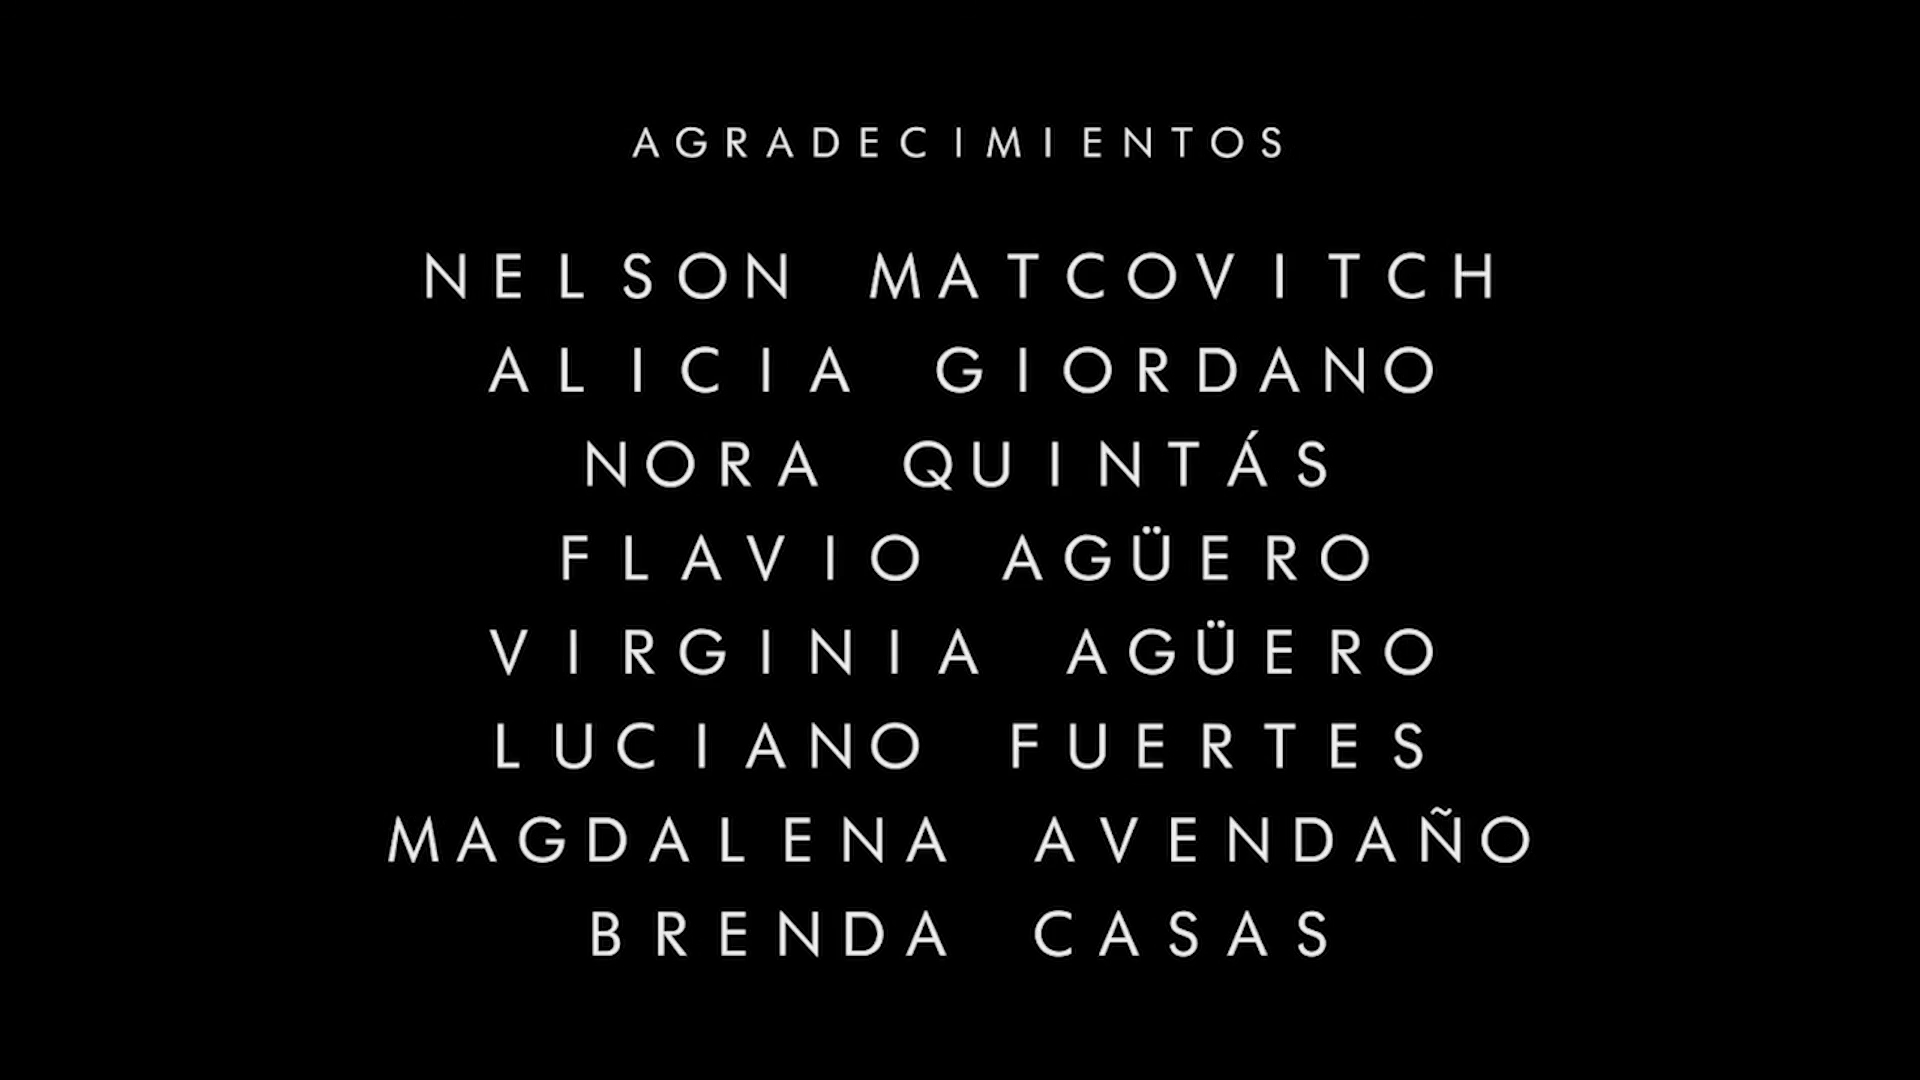 AGRADECIMIENTOS
NELSON MATCOVITCH
ALICIA GIORDANO
NORA QUINTÁS
FLAVIO AGÜERO
VIRGINIA AGÜERO
LUCIANO FUERTES
MAGDALENA AVENDAÑO
BRENDA CASAS